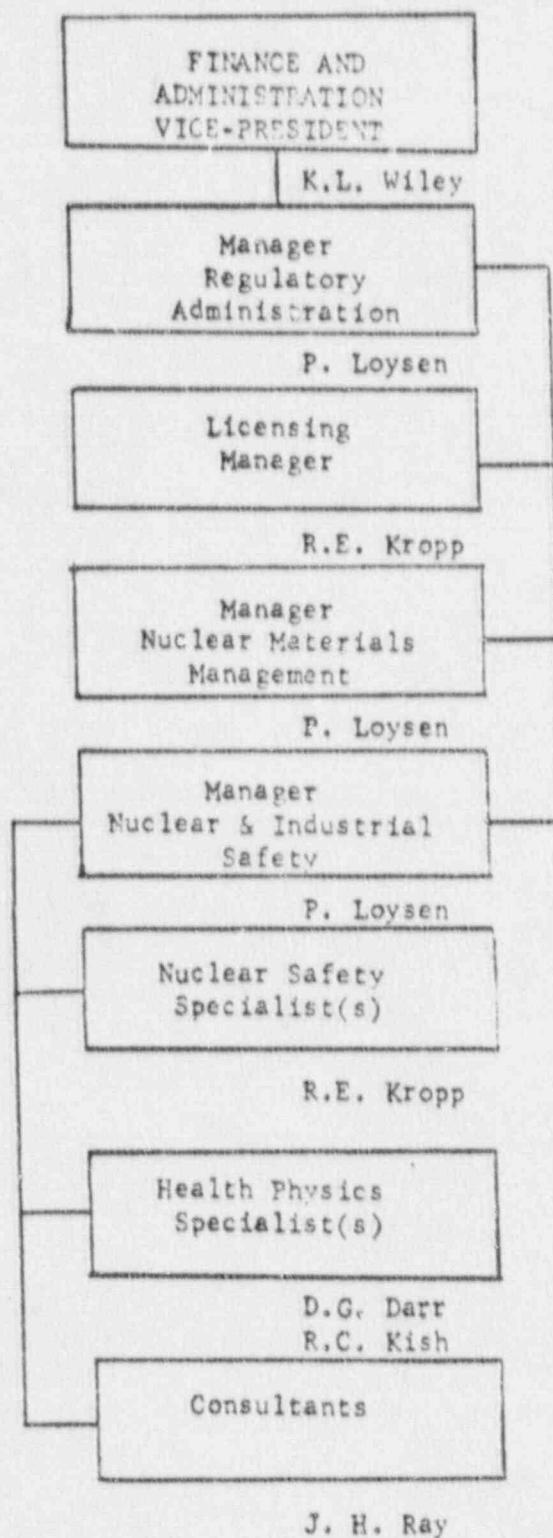 FINANCE AND
ADMINISTRATION
VICE-PRESIDENT
K.L. Wiley
Manager
Regulatory
Administration
P. Loysen
Licensing
Manager
R.E. Kropp
Manager
Nuclear Materials
Management
P. Loysen
Manager
Nuclear & Industrial
Safety
P. Loysen
Nuclear Safety
Specialist(s)
R.E. Kropp
Health Physics
Specialist(s)
D.G. Darr
R.C. Kish
Consultants
J. H. Ray